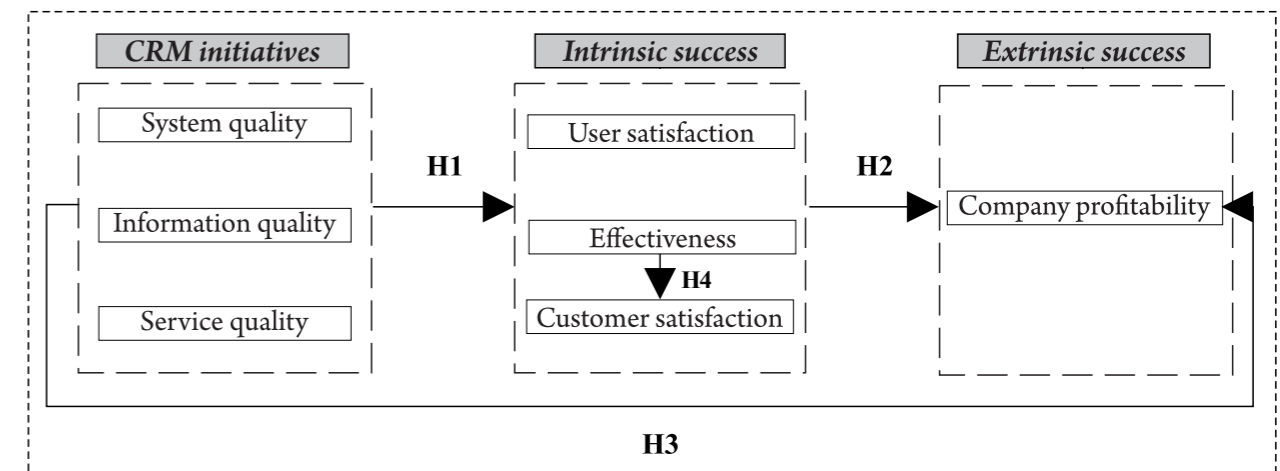 CRM initiatives
Intrinsic success
Extrinsic success
System quality
Information quality
Service quality
H1
User satisfaction
Effectiveness
H4
Customer satisfaction
H2
Company profitability
H3